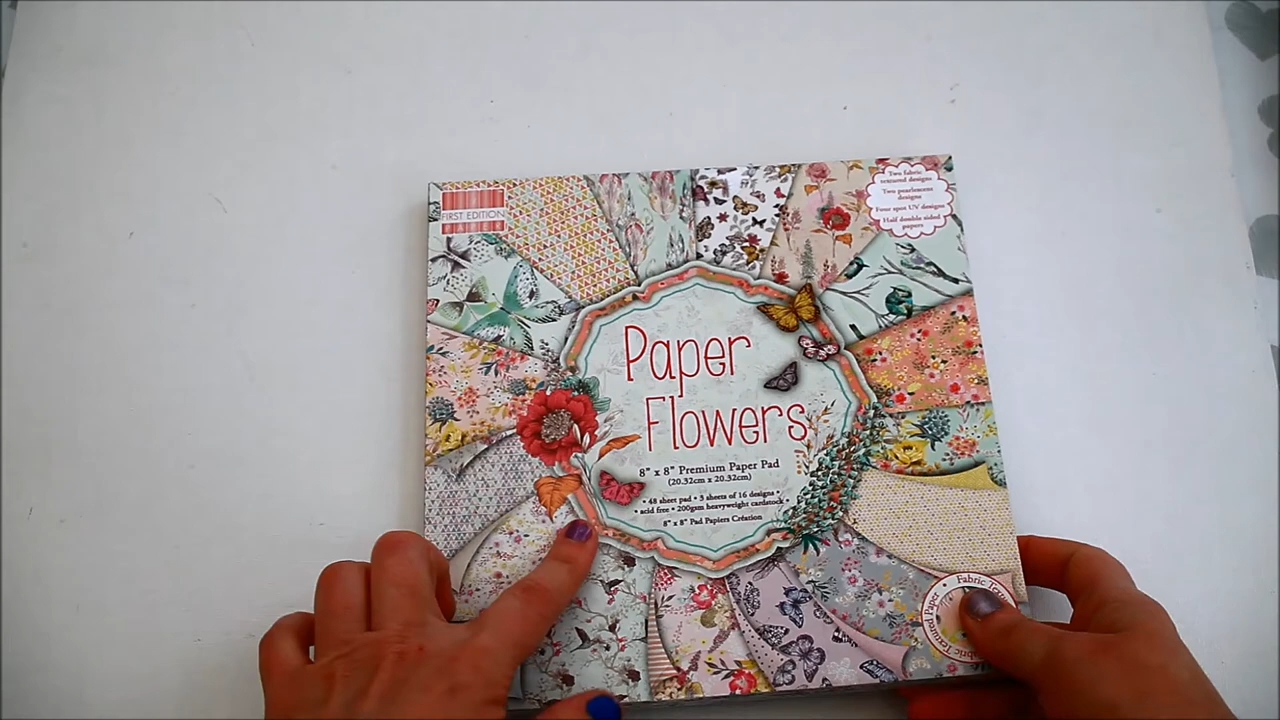 FIRST EDITION
Two fabric
textured designs
Two pearlescent
designs
Four spot UV designs
Half double sided
papers
Paper
Flowers
8" x 8" Premium Paper Pad
(20.32cm x 20.32cm)
• 48 sheet pad • 3 sheets of 16 designs •
• acid free • 200gsm heavyweight cardstock •
8" x 8" Pad Papiers Création
Fabric
Fabric Textured Paper